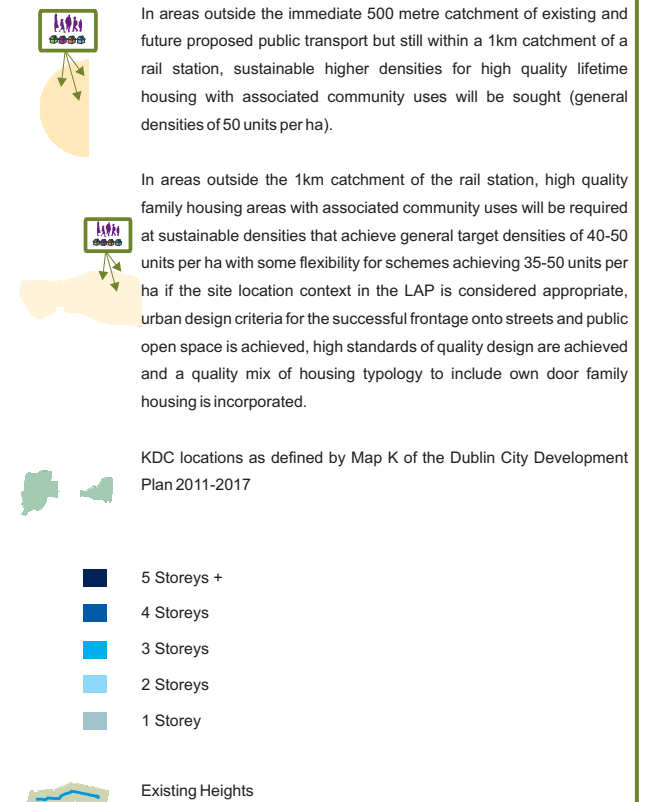 In areas outside the immediate 500 metre catchment of existing and
future proposed public transport but still within a 1km catchment of a
rail station, sustainable higher densities for high quality lifetime
housing with associated community uses will be sought (general
densities of 50 units per ha).
In areas outside the 1km catchment of the rail station, high quality
family housing areas with associated community uses will be required
at sustainable densities that achieve general target densities of 40-50
units per ha with some flexibility for schemes achieving 35-50 units per
ha if the site location context in the LAP is considered appropriate,
urban design criteria for the successful frontage onto streets and public
open space is achieved, high standards of quality design are achieved
and a quality mix of housing typology to include own door family
housing is incorporated.
KDC locations as defined by Map K of the Dublin City Development
Plan 2011-2017
5 Storeys +
4 Storeys
3 Storeys
2 Storeys
1 Storey
Existing Heights